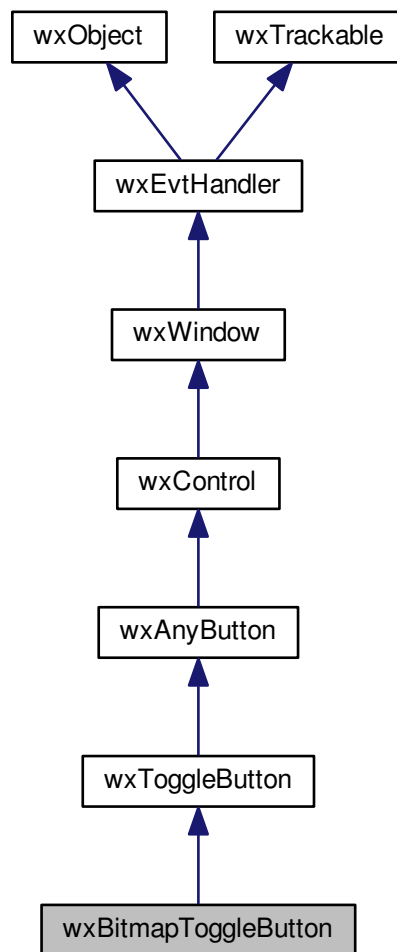 wxObject
wxTrackable
wxEvtHandler
wxWindow
wxControl
wxAnyButton
wxToggleButton
wxBitmapToggleButton